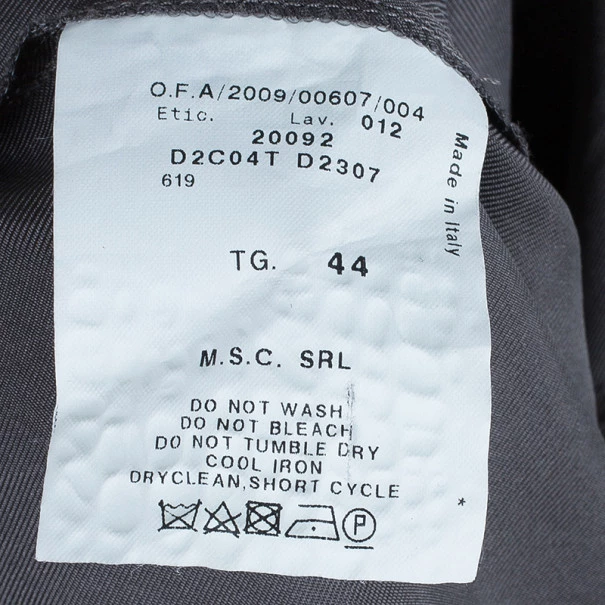 O.F.A/2009/00607/004
Etic. Lav. 012
20092
D2C04T D2307
619
Made in Italy
TG. 44
M.S.C. SRL
DO NOT WASH
DO NOT BLEACH
DO NOT TUMBLE DRY
COOL IRON
DRYCLEAN,SHORT CYCLE
*
P